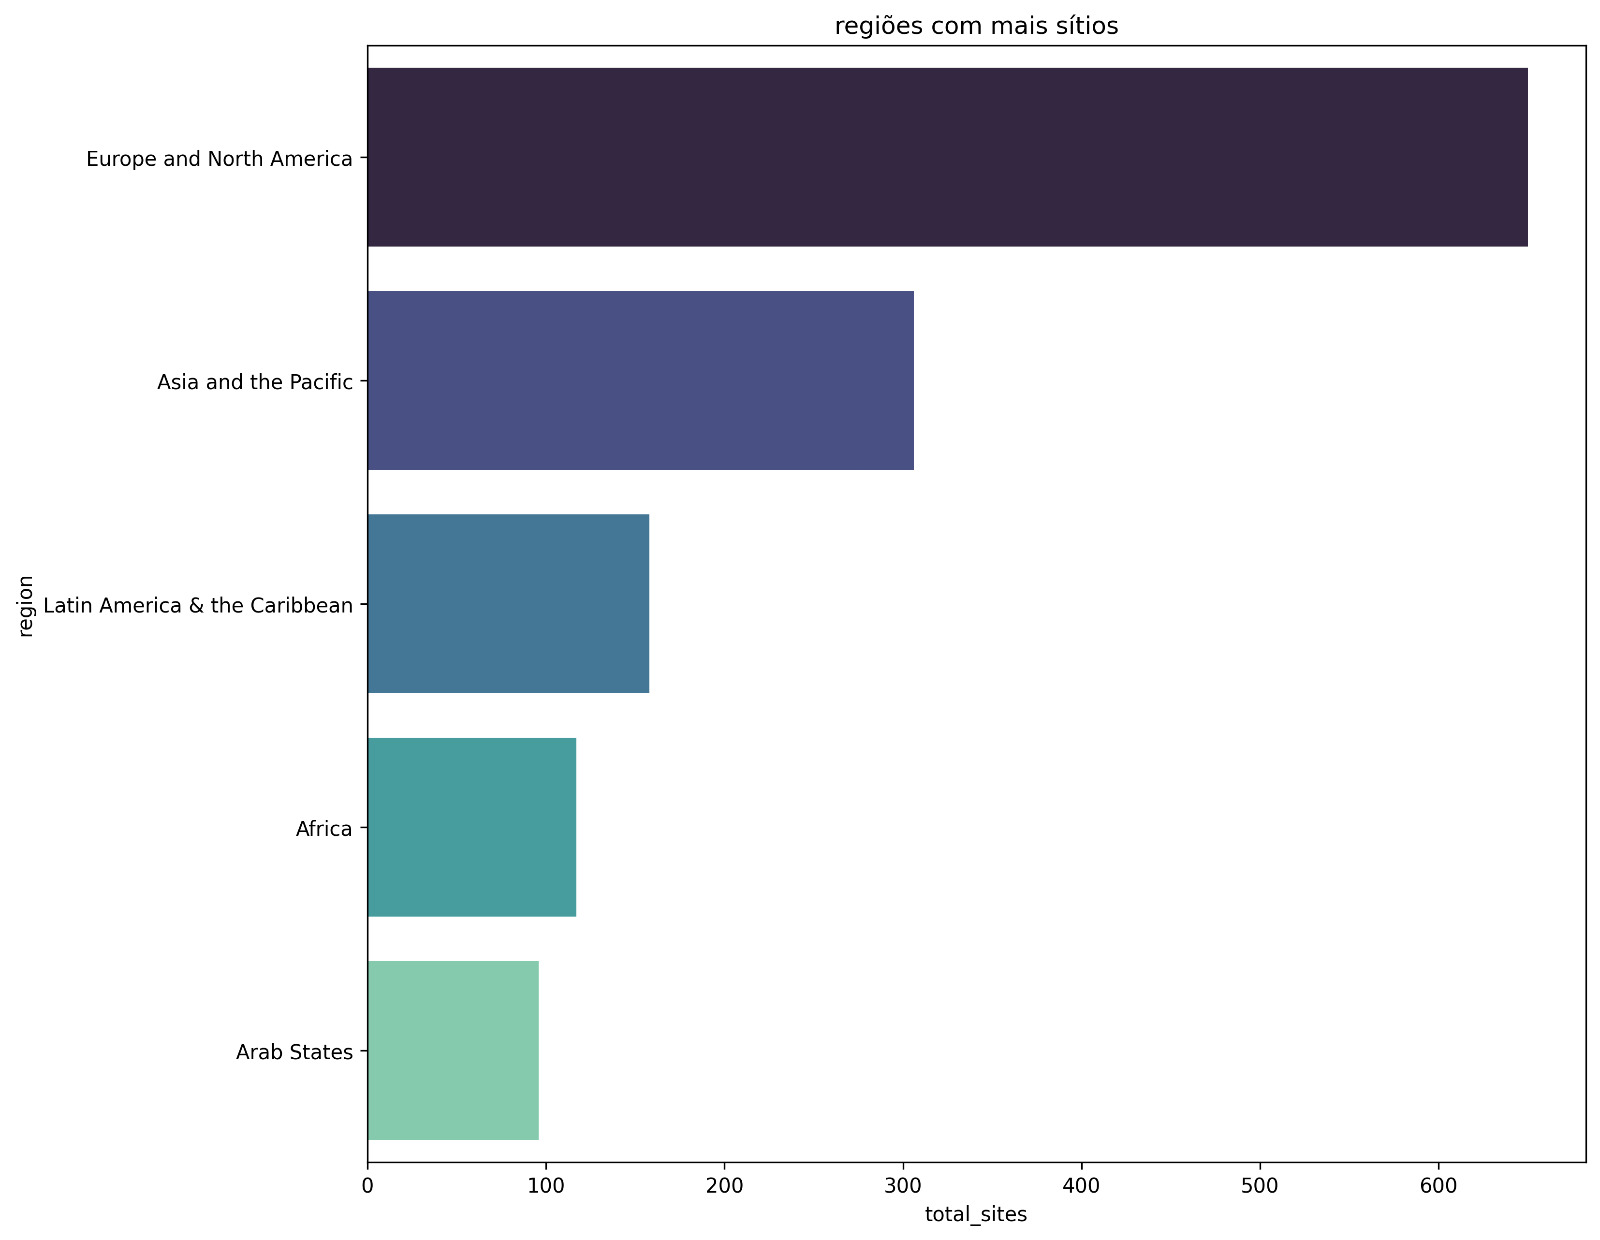 regiões com mais sítios
Europe and North America
Asia and the Pacific
Latin America & the Caribbean
Africa
Arab States
region
0 100 200 300 400 500 600
total_sites